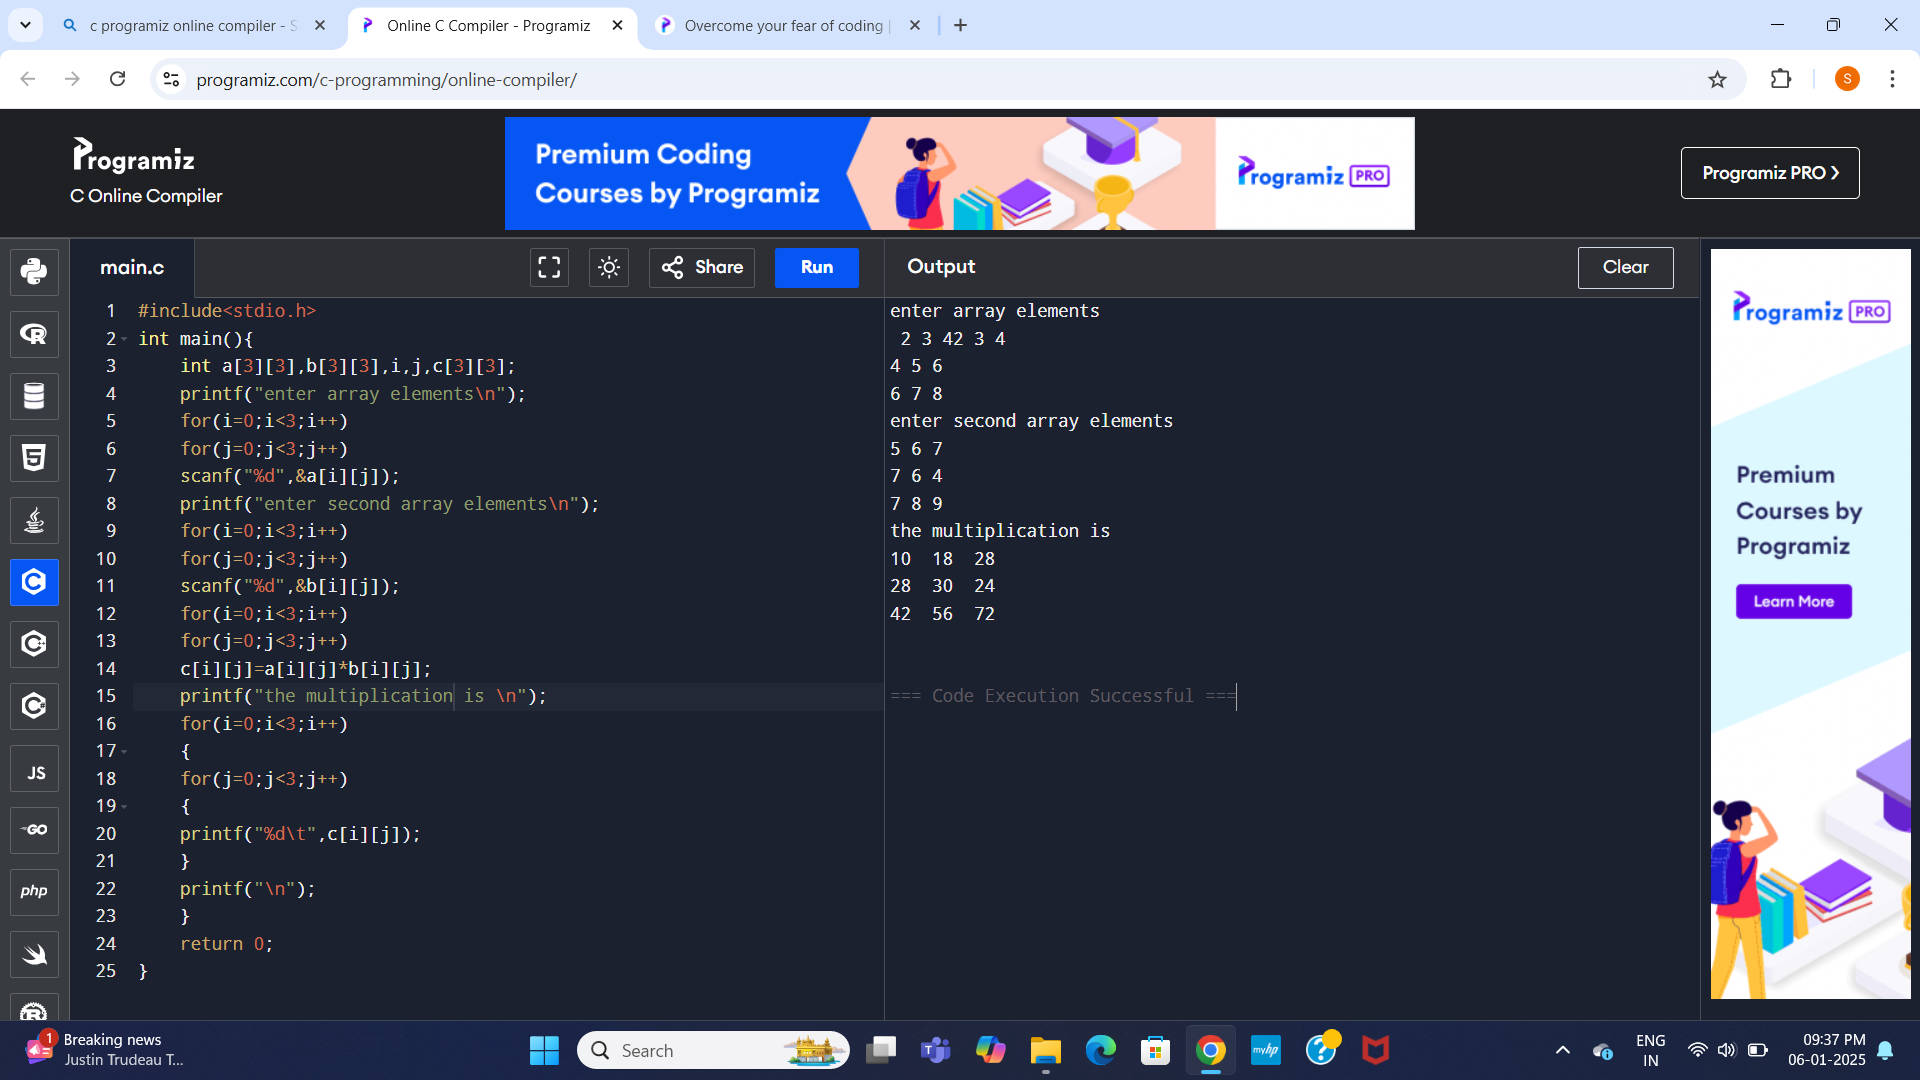 c programiz online compiler - S
Online C Compiler - Programiz
Overcome your fear of coding |
programiz.com/c-programming/online-compiler/
S
Programiz
C Online Compiler
Premium Coding
Courses by Programiz
Programiz PRO
Programiz PRO ❯
main.c
Share
Run
Output
Clear
1 #include<stdio.h>
2 int main(){
3 int a[3][3],b[3][3],i,j,c[3][3];
4 printf("enter array elements\n");
5 for(i=0;i<3;i++)
6 for(j=0;j<3;j++)
7 scanf("%d",&a[i][j]);
8 printf("enter second array elements\n");
9 for(i=0;i<3;i++)
10 for(j=0;j<3;j++)
11 scanf("%d",&b[i][j]);
12 for(i=0;i<3;i++)
13 for(j=0;j<3;j++)
14 c[i][j]=a[i][j]*b[i][j];
15 printf("the multiplication is \n");
16 for(i=0;i<3;i++)
17 {
18 for(j=0;j<3;j++)
19 {
20 printf("%d\t",c[i][j]);
21 }
22 printf("\n");
23 }
24 return 0;
25 }
enter array elements
2 3 42 3 4
4 5 6
6 7 8
enter second array elements
5 6 7
7 6 4
7 8 9
the multiplication is
10 18 28
28 30 24
42 56 72
=== Code Execution Successful ===
Programiz PRO
Premium
Courses by
Programiz
Learn More
R
5
C
C
C
JS
GO
php
R
1
Breaking news
Justin Trudeau T...
Search
T
myhp
?
ENG
IN
09:37 PM
06-01-2025